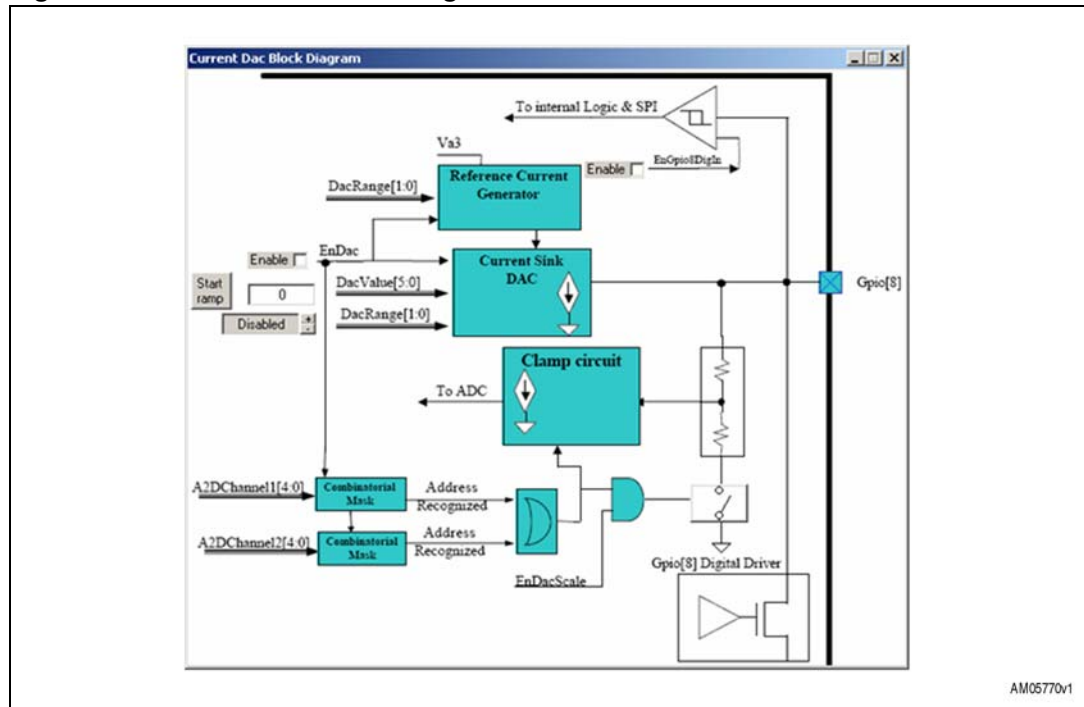 Current Dac Block Diagram
To internal Logic & SPI
Va3
EnGpio8DigIn
Enable
Reference Current
Generator
DacRange[1:0]
EnDac
Enable
Current Sink
DAC
Start
ramp
0
DacValue[5:0]
Gpio[8]
Disabled
+
-
DacRange[1:0]
Clamp circuit
To ADC
A2DChannel1[4:0]
Combinatorial
Mask
Address
Recognized
A2DChannel2[4:0]
Combinatorial
Mask
Address
Recognized
EnDacScale
Gpio[8] Digital Driver
AM05770v1